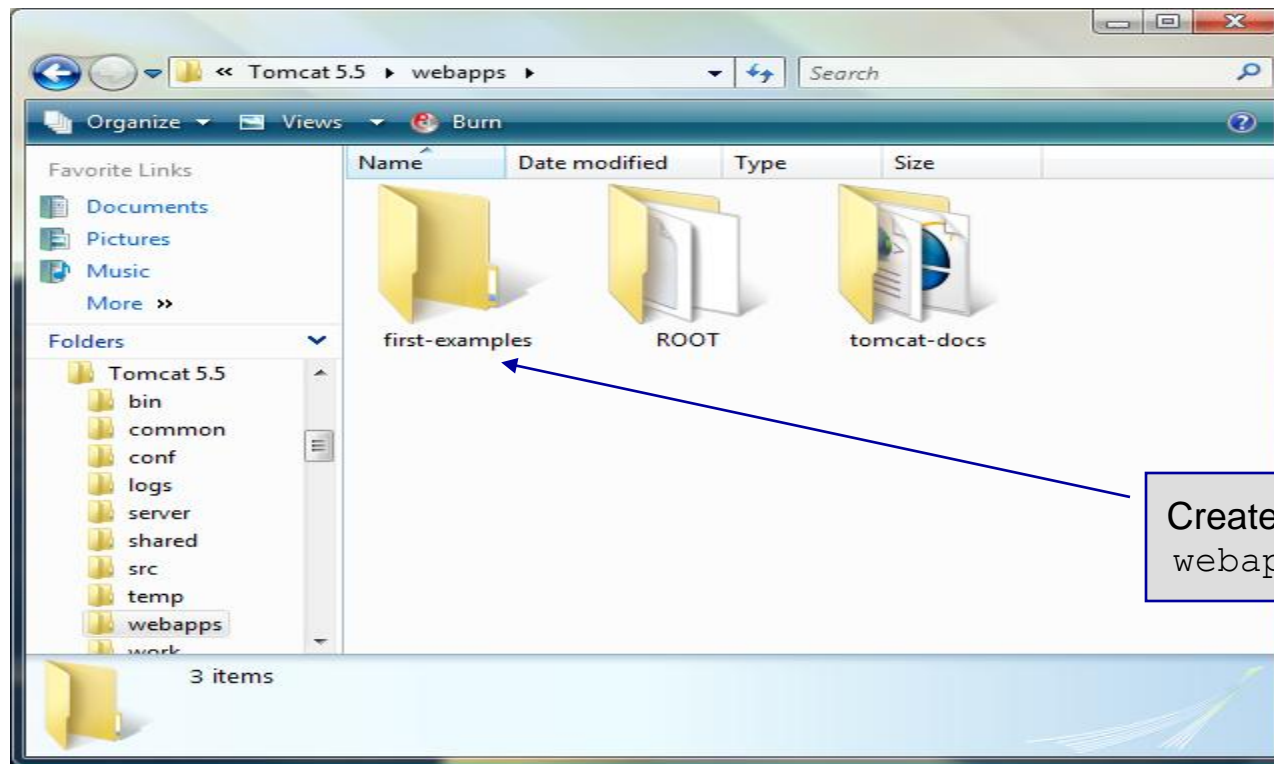 « Tomcat 5.5 ▸ webapps ▸
Search
Organize
Views
Burn
Favorite Links
Documents
Pictures
Music
More »
Folders
Tomcat 5.5
bin
common
conf
logs
server
shared
src
temp
webapps
work
Name
Date modified
Type
Size
first-examples
ROOT
tomcat-docs
Create
webap
3 items